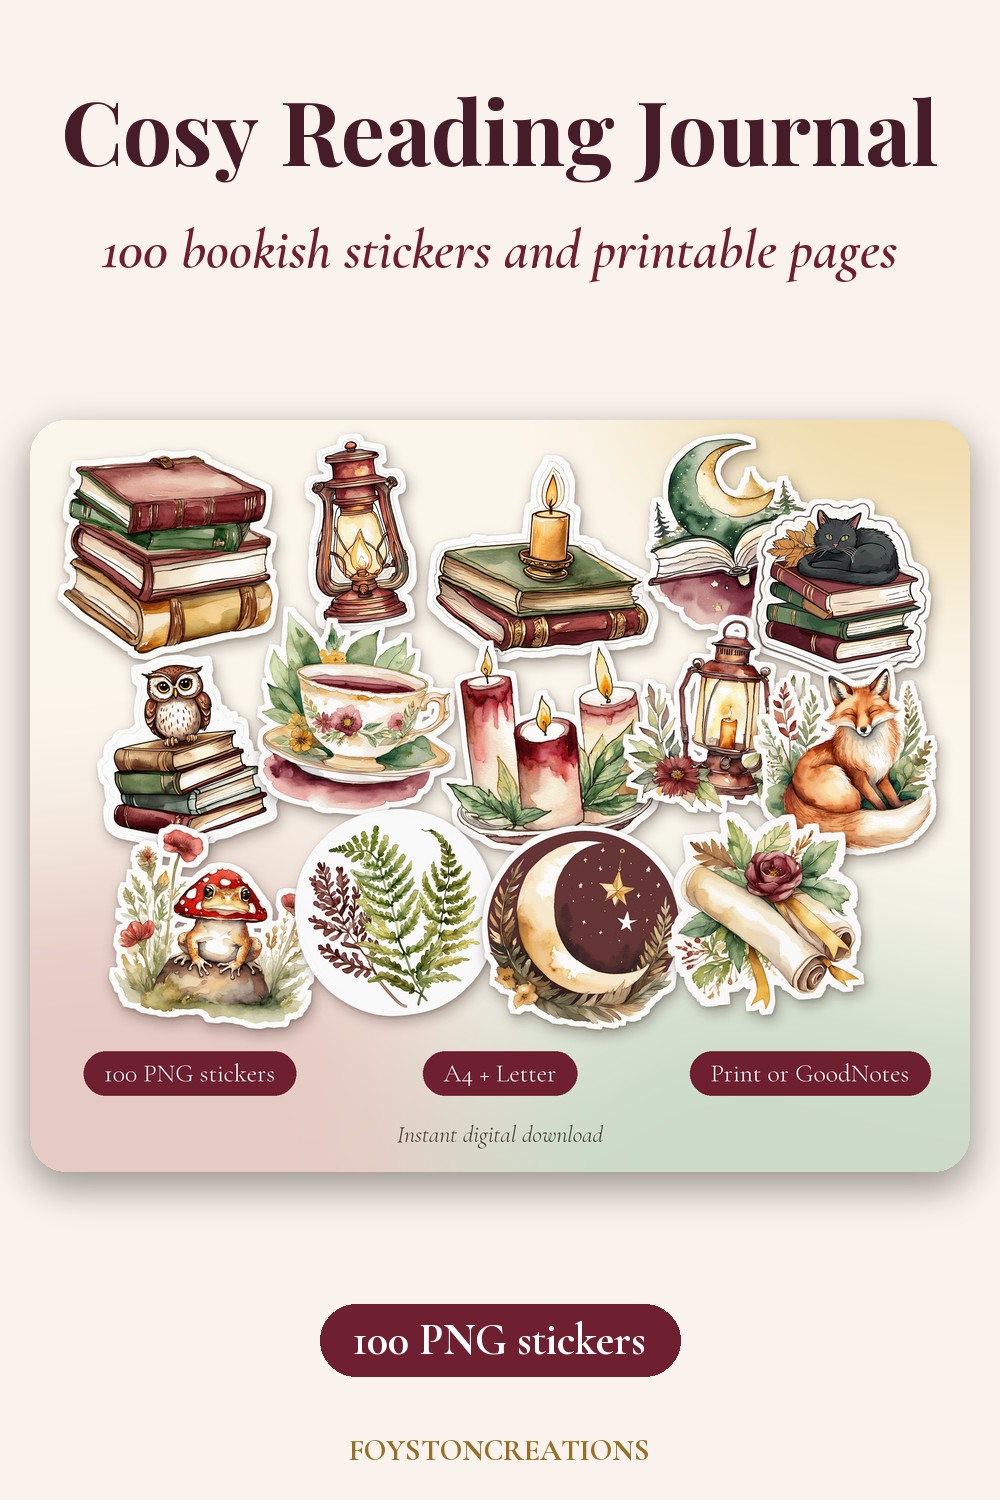 Cosy Reading Journal
100 bookish stickers and printable pages
100 PNG stickers
A4 + Letter
Print or GoodNotes
Instant digital download
100 PNG stickers
FOYSTONCREATIONS